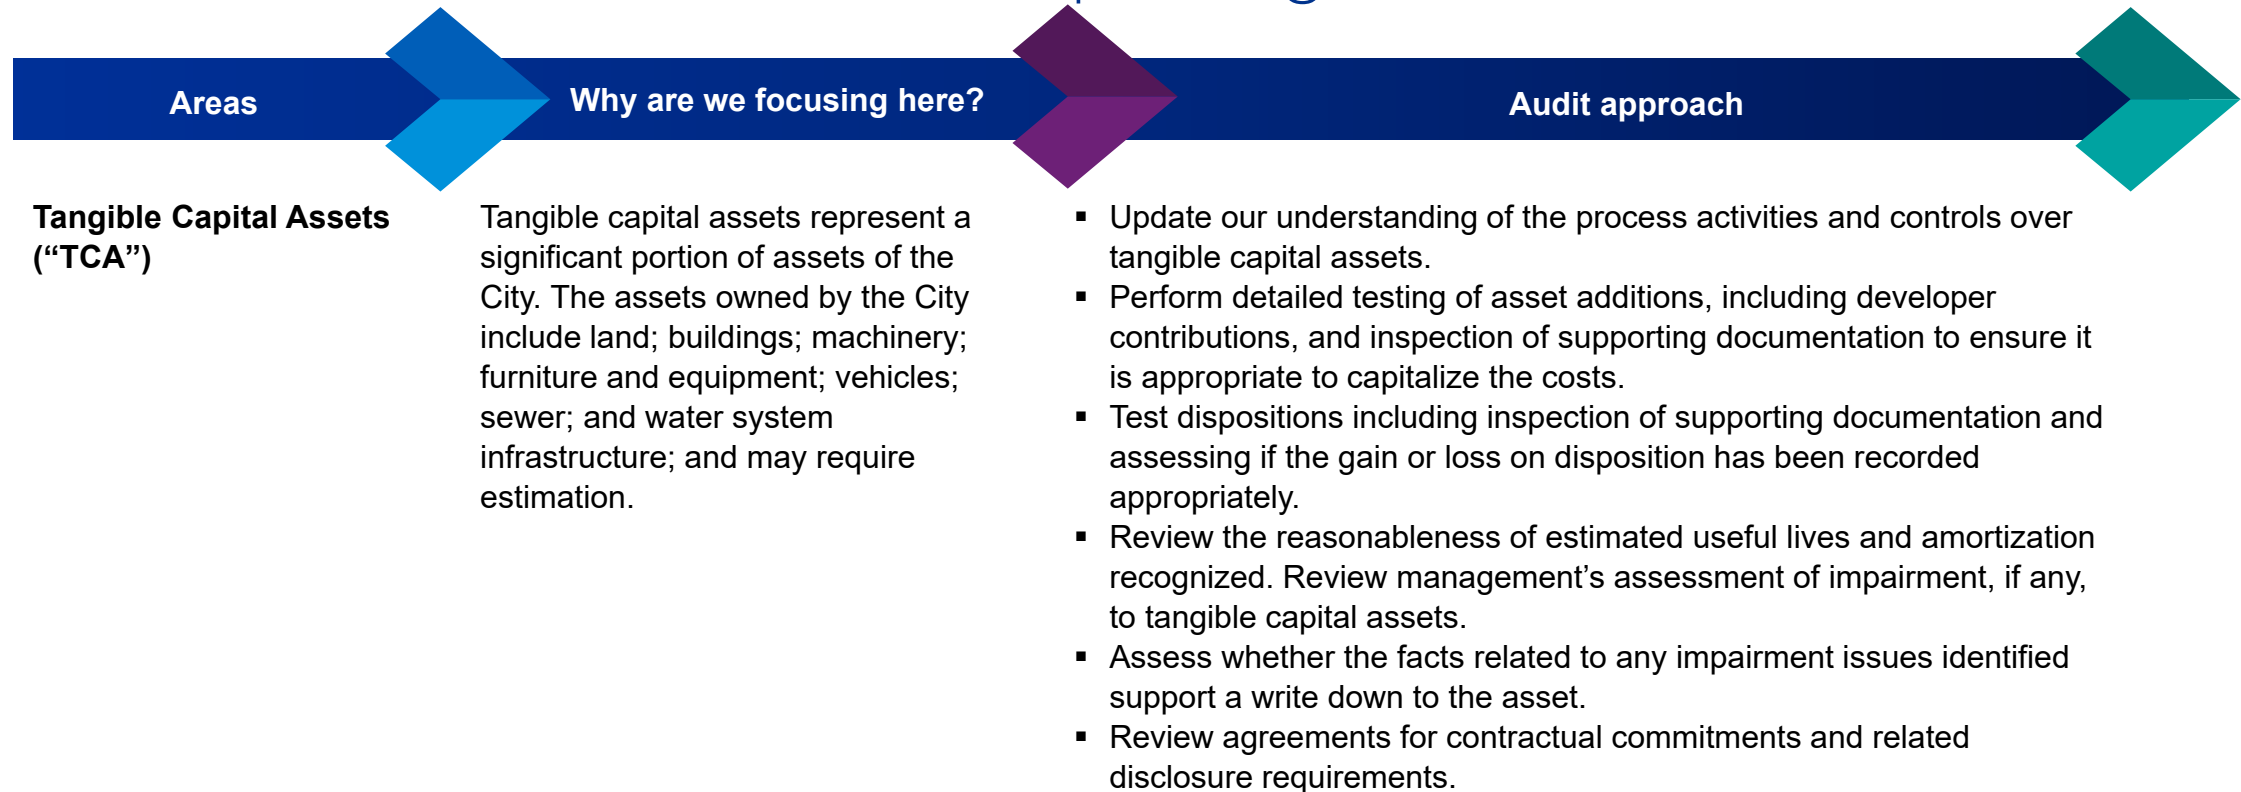 Areas
Why are we focusing here?
Audit approach
Tangible Capital Assets
(“TCA”)
Tangible capital assets represent a
significant portion of assets of the
City. The assets owned by the City
include land; buildings; machinery;
furniture and equipment; vehicles;
sewer; and water system
infrastructure; and may require
estimation.
▪ Update our understanding of the process activities and controls over
tangible capital assets.
▪ Perform detailed testing of asset additions, including developer
contributions, and inspection of supporting documentation to ensure it
is appropriate to capitalize the costs.
▪ Test dispositions including inspection of supporting documentation and
assessing if the gain or loss on disposition has been recorded
appropriately.
▪ Review the reasonableness of estimated useful lives and amortization
recognized. Review management’s assessment of impairment, if any,
to tangible capital assets.
▪ Assess whether the facts related to any impairment issues identified
support a write down to the asset.
▪ Review agreements for contractual commitments and related
disclosure requirements.